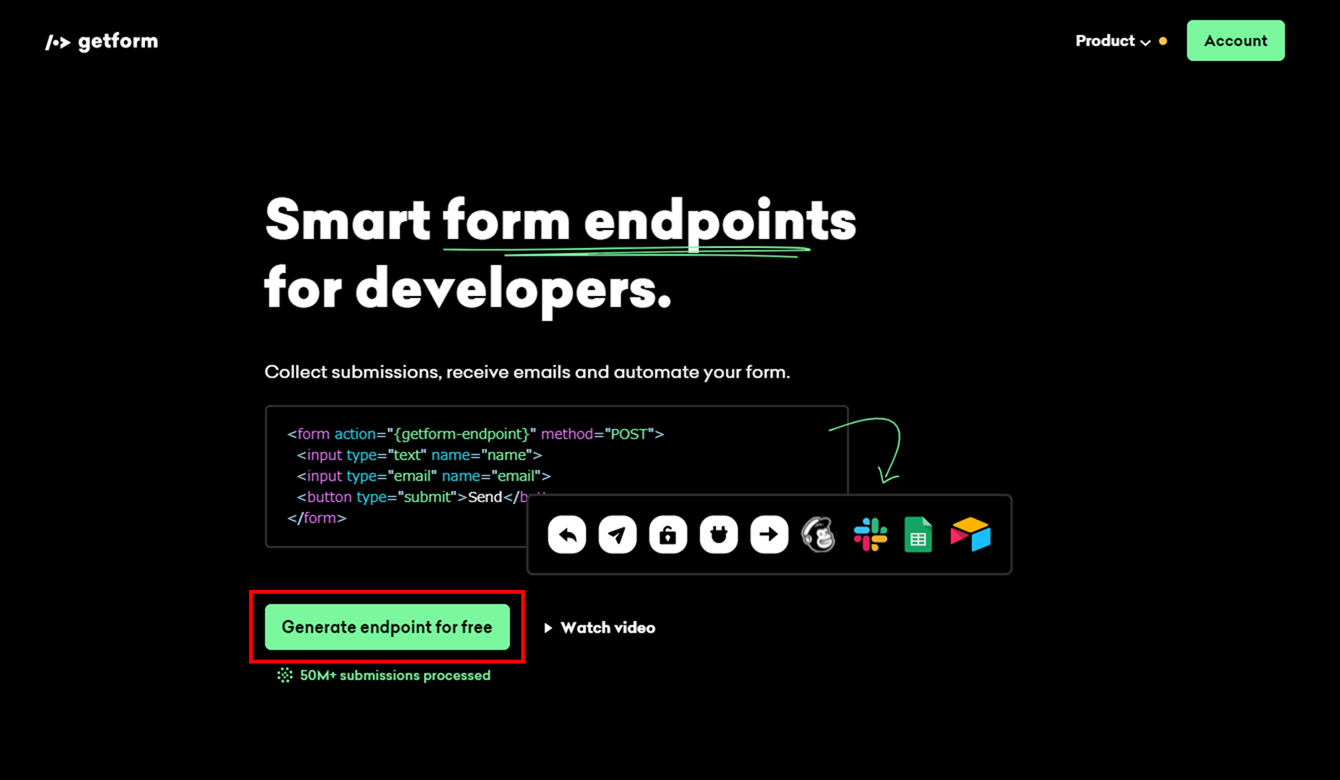 getform
Product
Account
Smart form endpoints
for developers.
Collect submissions, receive emails and automate your form.
<form action="{getform-endpoint}" method="POST">
<input type="text" name="name">
<input type="email" name="email">
<button type="submit">Send</
</form>
Generate endpoint for free
Watch video
50M+ submissions processed